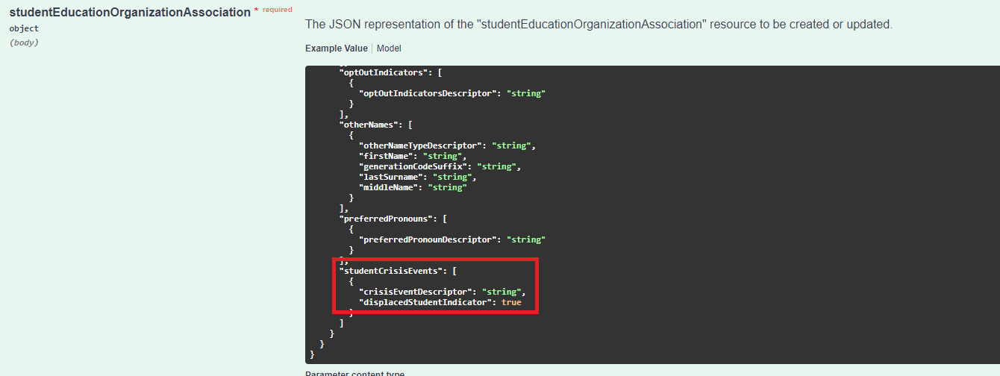 studentEducationOrganizationAssociation * required
object
(body)
The JSON representation of the "studentEducationOrganizationAssociation" resource to be created or updated.
Example Value | Model
"optOutIndicators": [
{
"optOutIndicatorsDescriptor": "string"
}
],
"otherNames": [
{
"otherNameTypeDescriptor": "string",
"firstName": "string",
"generationCodeSuffix": "string",
"lastSurname": "string",
"middleName": "string"
}
],
"preferredPronouns": [
{
"preferredPronounDescriptor": "string"
}
],
"studentCrisisEvents": [
{
"crisisEventDescriptor": "string",
"displacedStudentIndicator": true
}
]
}
}
}
Parameter content type